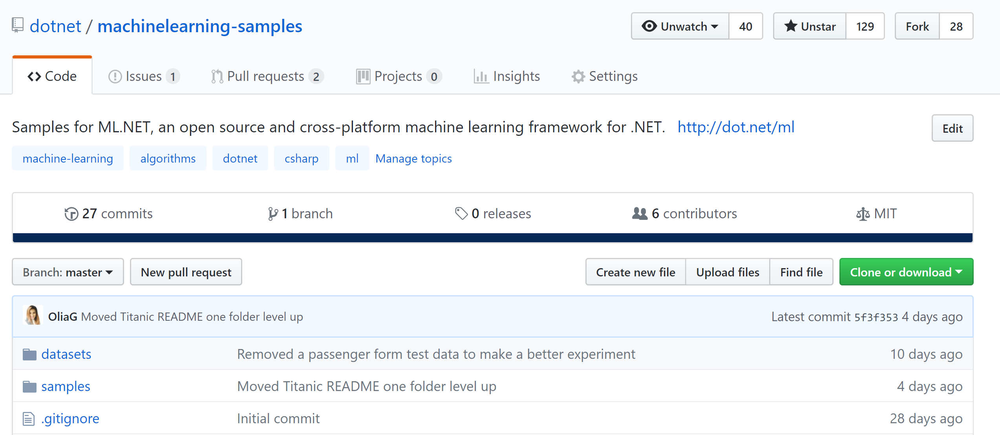 dotnet / machinelearning-samples Unwatch 40 Unstar 129 Fork 28
Code Issues 1 Pull requests 2 Projects 0 Insights Settings
Samples for ML.NET, an open source and cross-platform machine learning framework for .NET. http://dot.net/ml Edit
machine-learning algorithms dotnet csharp ml Manage topics
27 commits 1 branch 0 releases 6 contributors MIT
Branch: master New pull request Create new file Upload files Find file Clone or download
OliaG Moved Titanic README one folder level up Latest commit 5f3f353 4 days ago
datasets Removed a passenger form test data to make a better experiment 10 days ago
samples Moved Titanic README one folder level up 4 days ago
.gitignore Initial commit 28 days ago